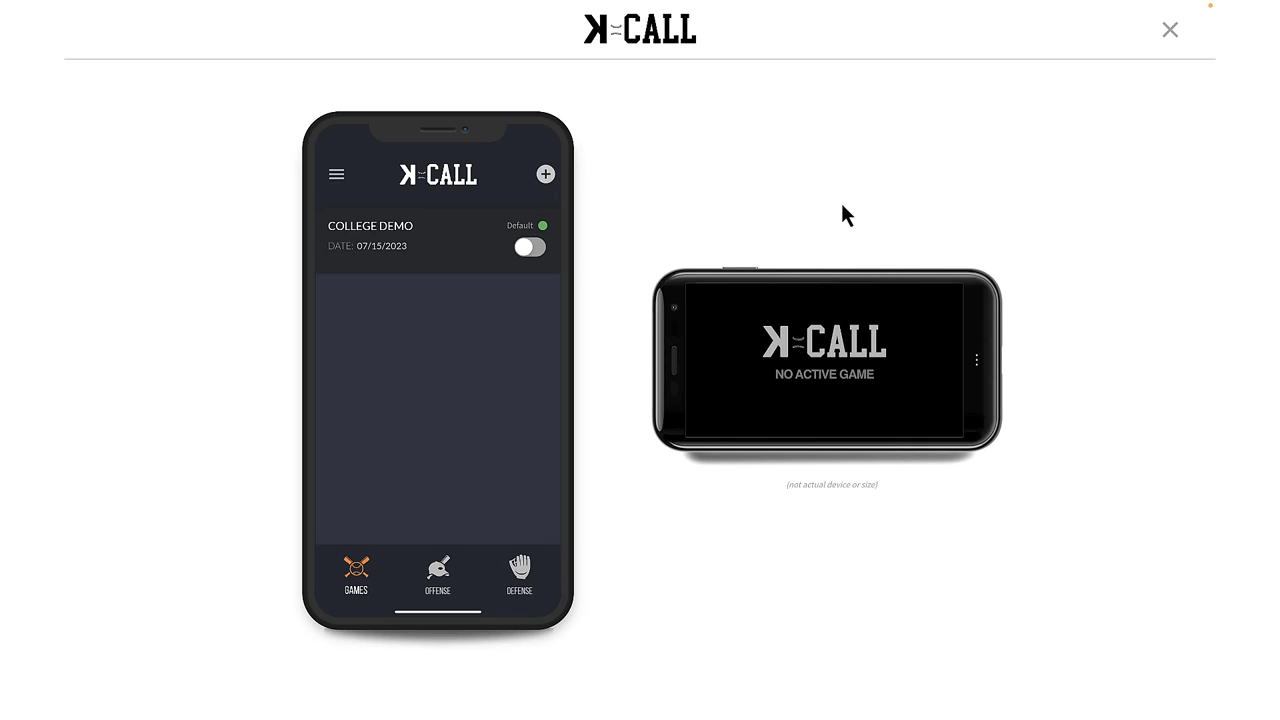 K CALL
K CALL
COLLEGE DEMO
Default
DATE: 07/15/2023
GAMES
OFFENSE
DEFENSE
K CALL
NO ACTIVE GAME
(not actual device or size)